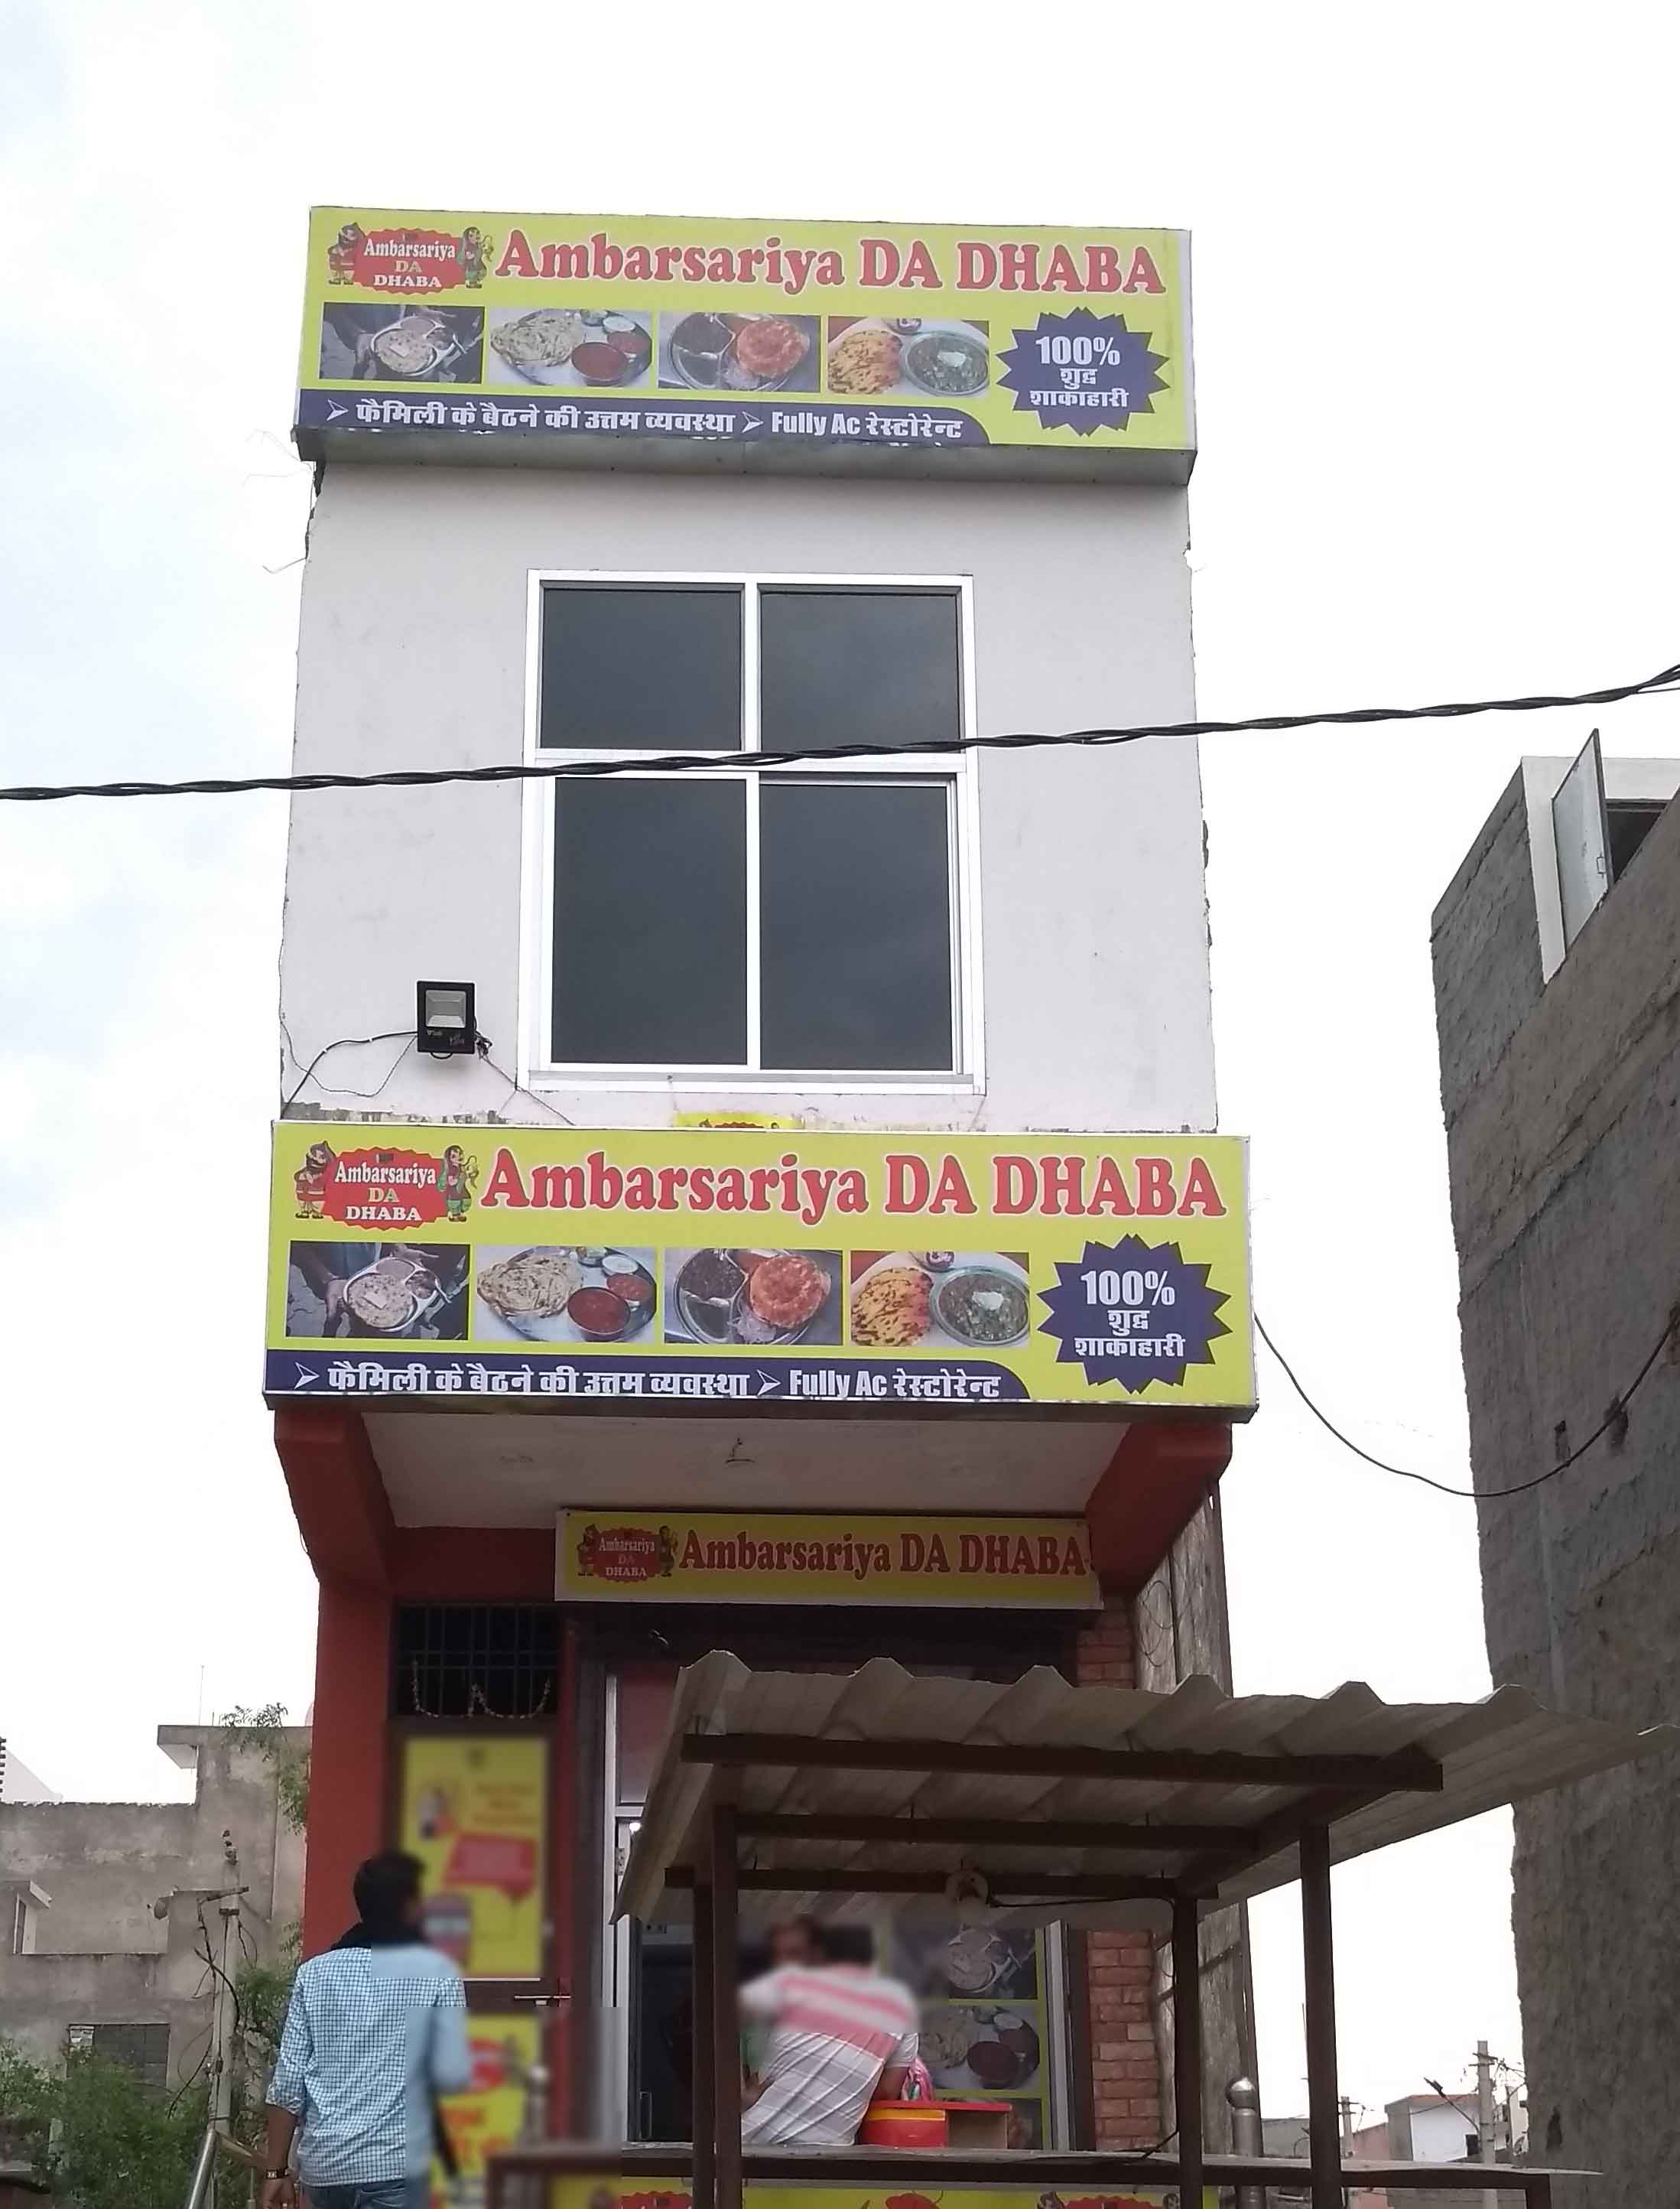 Ambarsariya
DA
DHABA
Ambarsariya DA DHABA
100%
शुद्ध
शाकाहारी
➢ फैमिली के बैठने की उत्तम व्यवस्था ➢ Fully Ac रेस्टोरेन्ट
Ambarsariya
DA
DHABA
Ambarsariya DA DHABA
100%
शुद्ध
शाकाहारी
➢ फैमिली के बैठने की उत्तम व्यवस्था ➢ Fully Ac रेस्टोरेन्ट
Ambarsariya
DA
DHABA
Ambarsariya DA DHABA